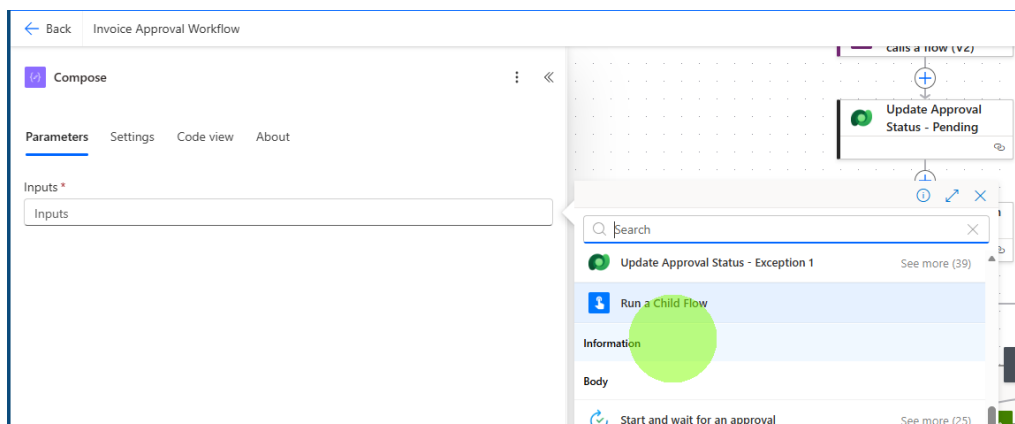 Back Invoice Approval Workflow
Compose
Parameters Settings Code view About
Inputs *
Inputs
calls a flow (V2)
Update Approval
Status - Pending
Search
Update Approval Status - Exception 1 See more (39)
Run a Child Flow
Information
Body
Start and wait for an approval See more (25)